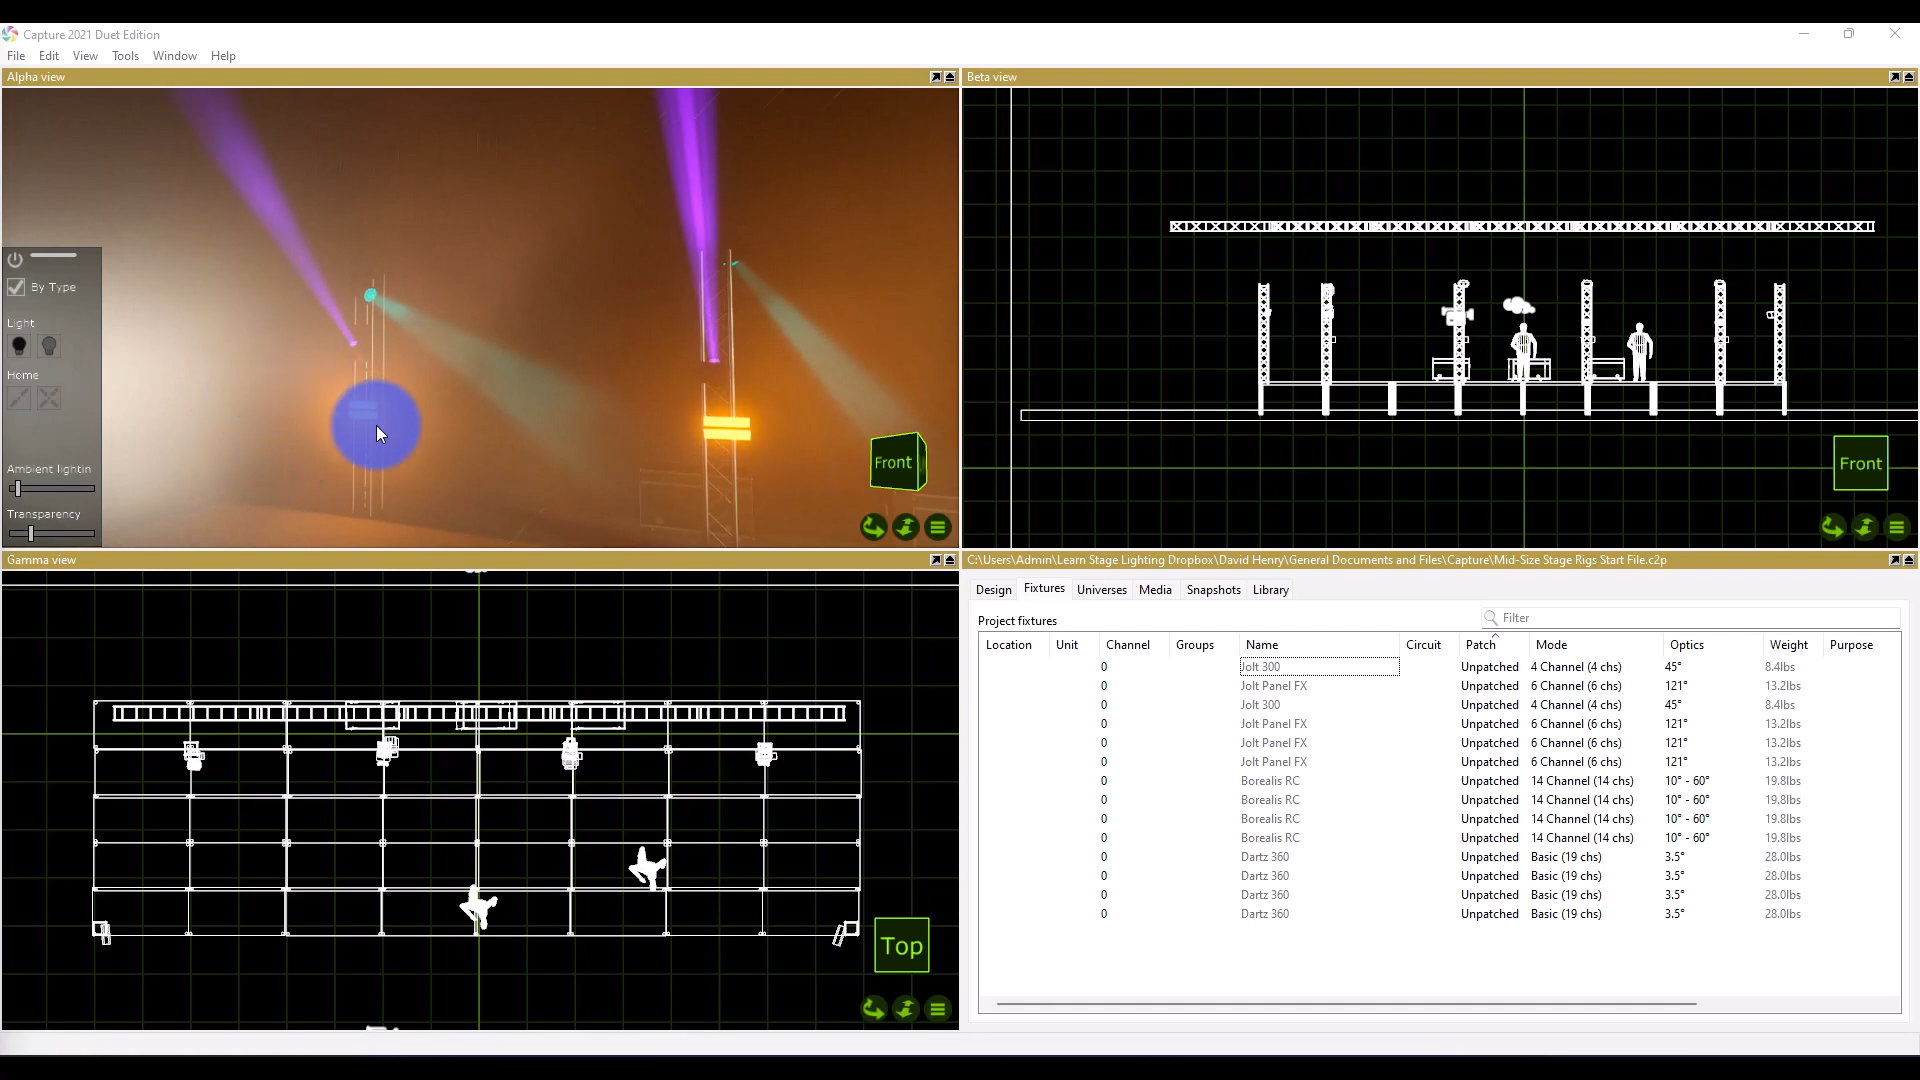 Capture 2021 Duet Edition
File Edit View Tools Window Help
Alpha view
By Type
Light
Home
Ambient lightin
Transparency
Front
Beta view
Front
Gamma view
Top
C:\Users\Admin\Learn Stage Lighting Dropbox\David Henry\General Documents and Files\Capture\Mid-Size Stage Rigs Start File.c2p
Design Fixtures Universes Media Snapshots Library
Project fixtures
Filter
Location Unit Channel Groups Name Circuit Patch Mode Optics Weight Purpose
0 Jolt 300 Unpatched 4 Channel (4 chs) 45° 8.4lbs
0 Jolt Panel FX Unpatched 6 Channel (6 chs) 121° 13.2lbs
0 Jolt 300 Unpatched 4 Channel (4 chs) 45° 8.4lbs
0 Jolt Panel FX Unpatched 6 Channel (6 chs) 121° 13.2lbs
0 Jolt Panel FX Unpatched 6 Channel (6 chs) 121° 13.2lbs
0 Jolt Panel FX Unpatched 6 Channel (6 chs) 121° 13.2lbs
0 Borealis RC Unpatched 14 Channel (14 chs) 10° - 60° 19.8lbs
0 Borealis RC Unpatched 14 Channel (14 chs) 10° - 60° 19.8lbs
0 Borealis RC Unpatched 14 Channel (14 chs) 10° - 60° 19.8lbs
0 Borealis RC Unpatched 14 Channel (14 chs) 10° - 60° 19.8lbs
0 Dartz 360 Unpatched Basic (19 chs) 3.5° 28.0lbs
0 Dartz 360 Unpatched Basic (19 chs) 3.5° 28.0lbs
0 Dartz 360 Unpatched Basic (19 chs) 3.5° 28.0lbs
0 Dartz 360 Unpatched Basic (19 chs) 3.5° 28.0lbs